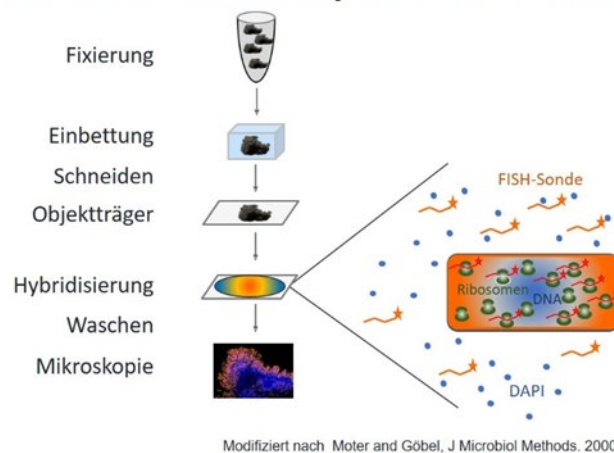 Fixierung
Einbettung
Schneiden
Objektträger
Hybridisierung
Waschen
Mikroskopie
FISH-Sonde
Ribosomen
DNA
DAPI
Modifiziert nach Moter and Göbel, J Microbiol Methods. 2000